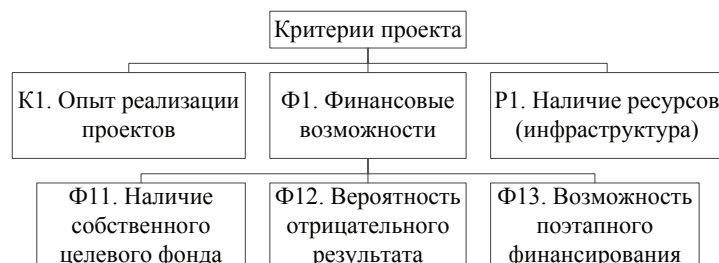 Критерии проекта
К1. Опыт реализации
проектов
Ф1. Финансовые
возможности
Р1. Наличие ресурсов
(инфраструктура)
Ф11. Наличие
собственного
целевого фонда
Ф12. Вероятность
отрицательного
результата
Ф13. Возможность
поэтапного
финансирования